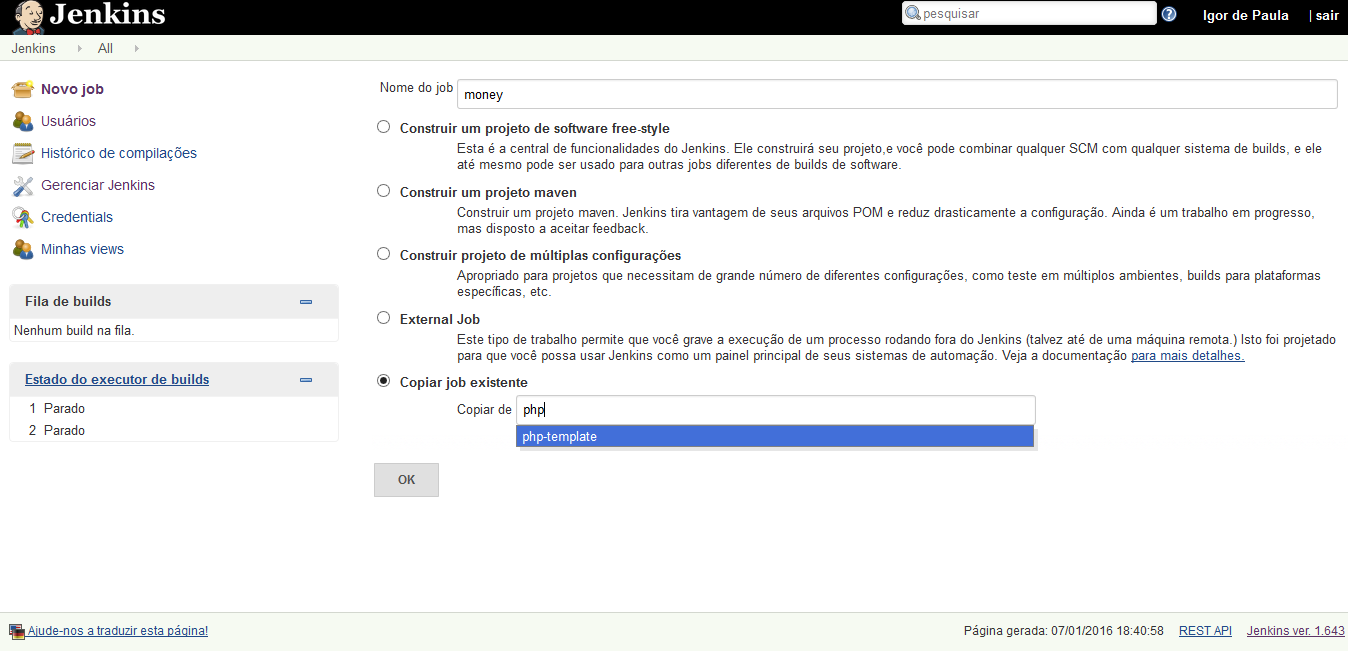 Jenkins
pesquisar
Igor de Paula
| sair
Jenkins
All
Novo job
Usuários
Histórico de compilações
Gerenciar Jenkins
Credentials
Minhas views
Fila de builds
Nenhum build na fila.
Estado do executor de builds
1 Parado
2 Parado
Nome do job
money
Construir um projeto de software free-style
Esta é a central de funcionalidades do Jenkins. Ele construirá seu projeto,e você pode combinar qualquer SCM com qualquer sistema de builds, e ele
até mesmo pode ser usado para outras jobs diferentes de builds de software.
Construir um projeto maven
Construir um projeto maven. Jenkins tira vantagem de seus arquivos POM e reduz drasticamente a configuração. Ainda é um trabalho em progresso,
mas disposto a aceitar feedback.
Construir projeto de múltiplas configurações
Apropriado para projetos que necessitam de grande número de diferentes configurações, como teste em múltiplos ambientes, builds para plataformas
específicas, etc.
External Job
Este tipo de trabalho permite que você grave a execução de um processo rodando fora do Jenkins (talvez até de uma máquina remota.) Isto foi projetado
para que você possa usar Jenkins como um painel principal de seus sistemas de automação. Veja a documentação para mais detalhes.
Copiar job existente
Copiar de
php
php-template
OK
Ajude-nos a traduzir esta página!
Página gerada: 07/01/2016 18:40:58
REST API
Jenkins ver. 1.643